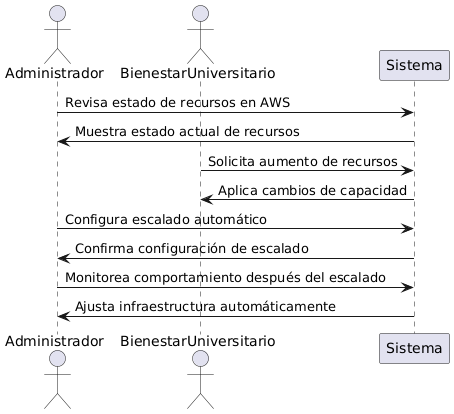 Administrador
BienestarUniversitario
Sistema
Revisa estado de recursos en AWS
Muestra estado actual de recursos
Solicita aumento de recursos
Aplica cambios de capacidad
Configura escalado automático
Confirma configuración de escalado
Monitorea comportamiento después del escalado
Ajusta infraestructura automáticamente
Administrador
BienestarUniversitario
Sistema